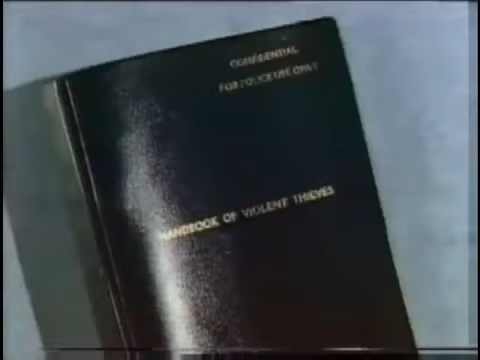 CONFIDENTIAL
FOR POLICE USE ONLY
HANDBOOK OF VIOLENT THIEVES